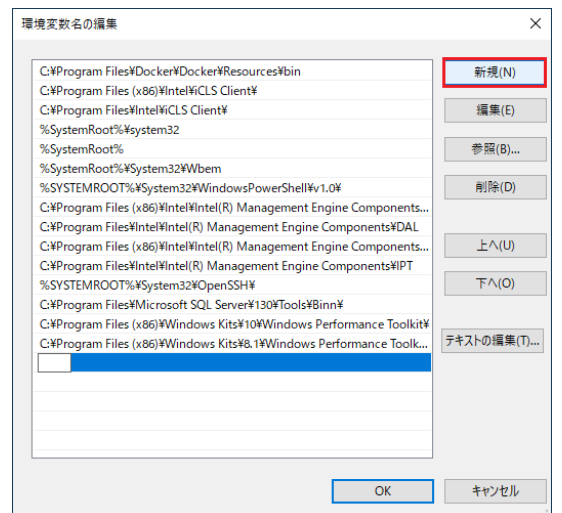 環境変数名の編集
C:¥Program Files¥Docker¥Docker¥Resources¥bin
C:¥Program Files (x86)¥Intel¥iCLS Client¥
C:¥Program Files¥Intel¥iCLS Client¥
%SystemRoot%¥system32
%SystemRoot%
%SystemRoot%¥System32¥Wbem
%SYSTEMROOT%¥System32¥WindowsPowerShell¥v1.0¥
C:¥Program Files (x86)¥Intel¥Intel(R) Management Engine Components...
C:¥Program Files¥Intel¥Intel(R) Management Engine Components¥DAL
C:¥Program Files (x86)¥Intel¥Intel(R) Management Engine Components...
C:¥Program Files¥Intel¥Intel(R) Management Engine Components¥IPT
%SYSTEMROOT%¥System32¥OpenSSH¥
C:¥Program Files¥Microsoft SQL Server¥130¥Tools¥Binn¥
C:¥Program Files (x86)¥Windows Kits¥10¥Windows Performance Toolkit¥
C:¥Program Files (x86)¥Windows Kits¥8.1¥Windows Performance Toolk...
新規(N)
編集(E)
参照(B)...
削除(D)
上へ(U)
下へ(O)
テキストの編集(T)...
OK
キャンセル